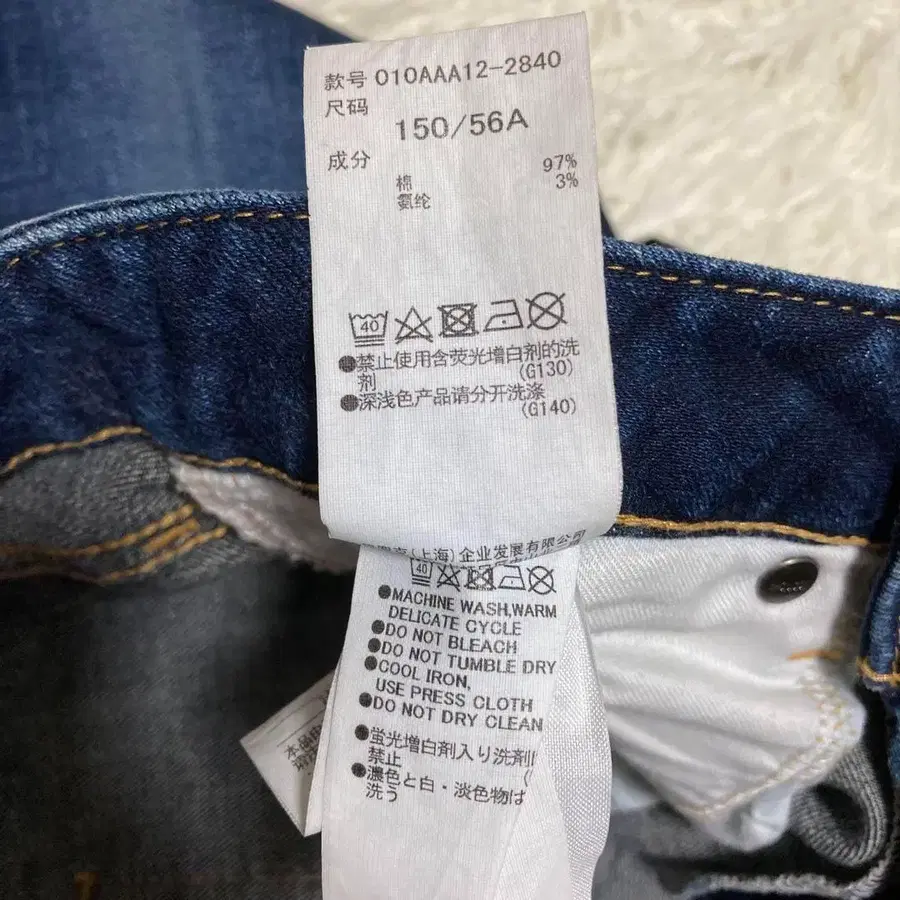 款号 010AAA12-2840
尺码
150/56A
成分
棉 97%
氨纶 3%
40
●禁止使用含荧光增白剂的洗
剂 (G130)
●深浅色产品请分开洗涤
(G140)
(上海)企业发展有限公司
40
●MACHINE WASH,WARM
DELICATE CYCLE
●DO NOT BLEACH
●DO NOT TUMBLE DRY
●COOL IRON,
USE PRESS CLOTH
●DO NOT DRY CLEAN
●蛍光増白剤入り洗剤
禁止
●濃色と白・淡色物は
洗う
本品